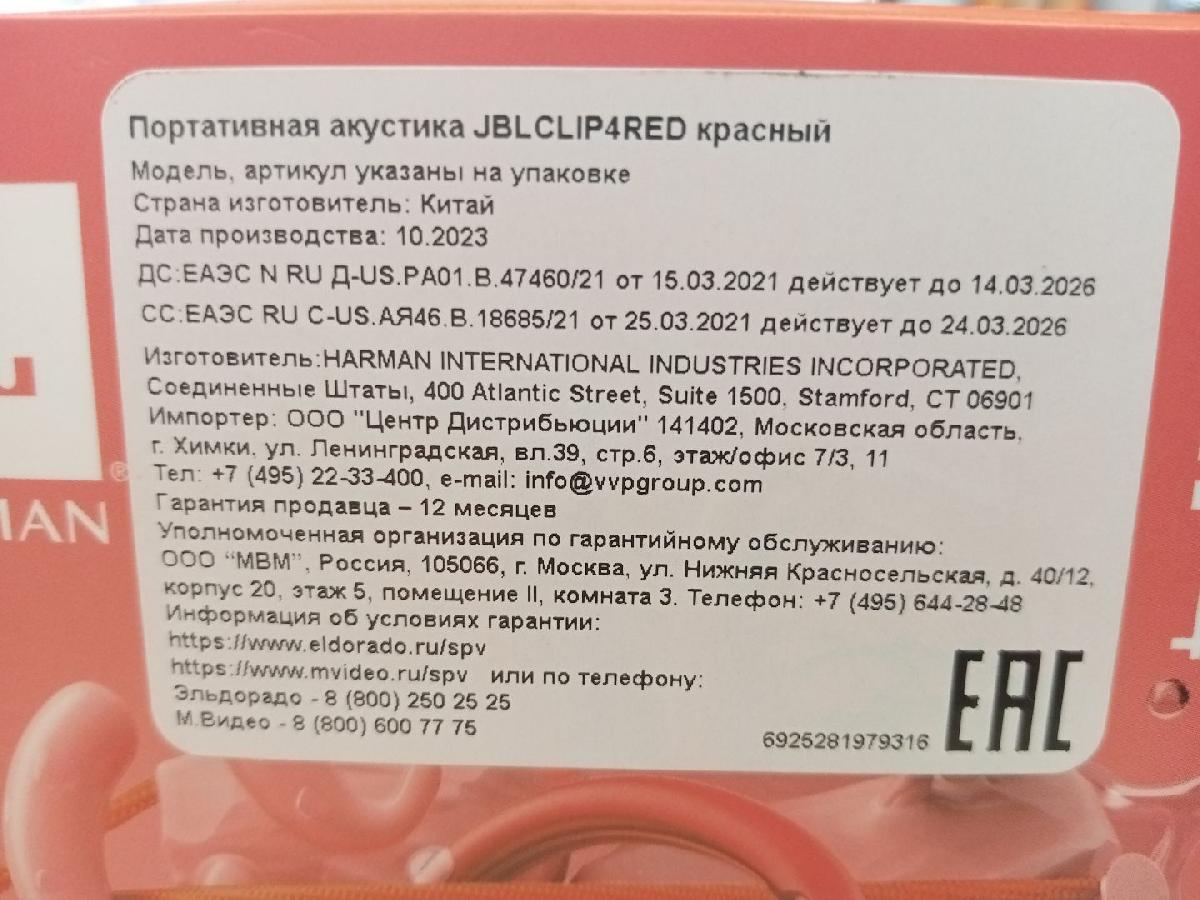 Портативная акустика JBLCLIP4RED красный
Модель, артикул указаны на упаковке
Страна изготовитель: Китай
Дата производства: 10.2023
ДС:ЕАЭС N RU Д-US.РА01.В.47460/21 от 15.03.2021 действует до 14.03.2026
СС:ЕАЭС RU С-US.АЯ46.В.18685/21 от 25.03.2021 действует до 24.03.2026
Изготовитель:HARMAN INTERNATIONAL INDUSTRIES INCORPORATED,
Соединенные Штаты, 400 Atlantic Street, Suite 1500, Stamford, CT 06901
Импортер: ООО "Центр Дистрибьюции" 141402, Московская область,
г. Химки, ул. Ленинградская, вл.39, стр.6, этаж/офис 7/3, 11
Тел: +7 (495) 22-33-400, e-mail: info@vvpgroup.com
Гарантия продавца – 12 месяцев
Уполномоченная организация по гарантийному обслуживанию:
ООО “МВМ”, Россия, 105066, г. Москва, ул. Нижняя Красносельская, д. 40/12,
корпус 20, этаж 5, помещение II, комната 3. Телефон: +7 (495) 644-28-48
Информация об условиях гарантии:
https://www.eldorado.ru/spv
https://www.mvideo.ru/spv или по телефону:
Эльдорадо - 8 (800) 250 25 25
М.Видео - 8 (800) 600 77 75
6925281979316
EAC
®
MAN